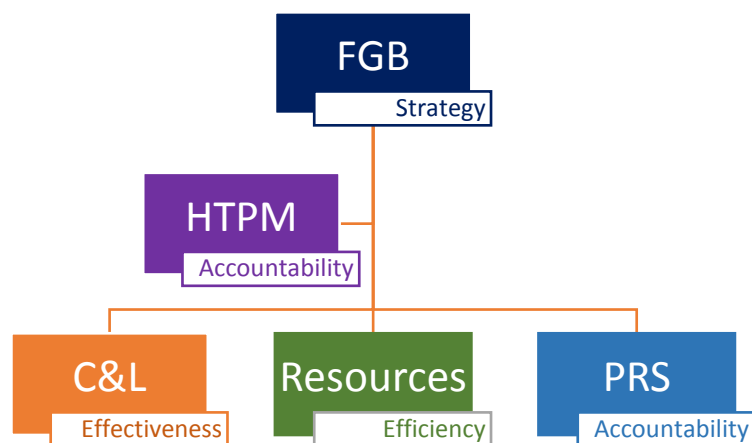 FGB
Strategy
HTPM
Accountability
C&L
Effectiveness
Resources
Efficiency
PRS
Accountability